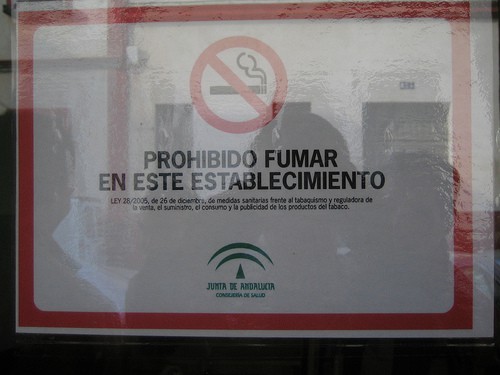 PROHIBIDO FUMAR
EN ESTE ESTABLECIMIENTO
LEY 28/2005, de 26 de diciembre, de medidas sanitarias frente al tabaquismo y reguladora de
la venta, el suministro, el consumo y la publicidad de los productos del tabaco.
JUNTA DE ANDALUCIA
CONSEJERÍA DE SALUD